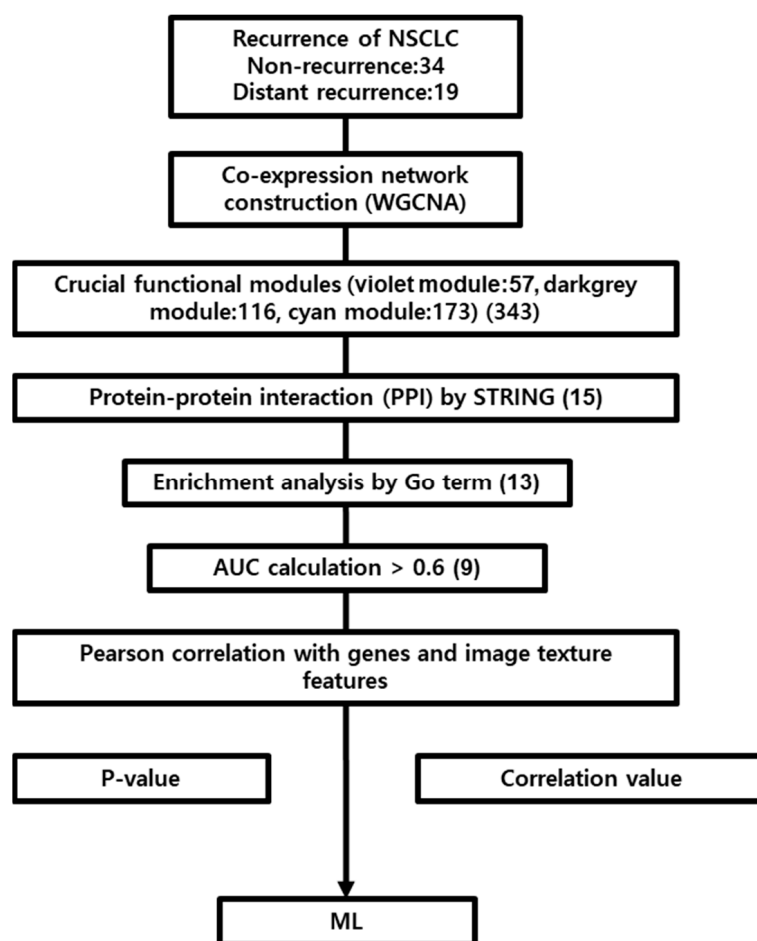 Recurrence of NSCLC
Non-recurrence:34
Distant recurrence:19
Co-expression network
construction (WGCNA)
Crucial functional modules (violet module:57, darkgrey
module:116, cyan module:173) (343)
Protein-protein interaction (PPI) by STRING (15)
Enrichment analysis by Go term (13)
AUC calculation > 0.6 (9)
Pearson correlation with genes and image texture
features
P-value
Correlation value
ML